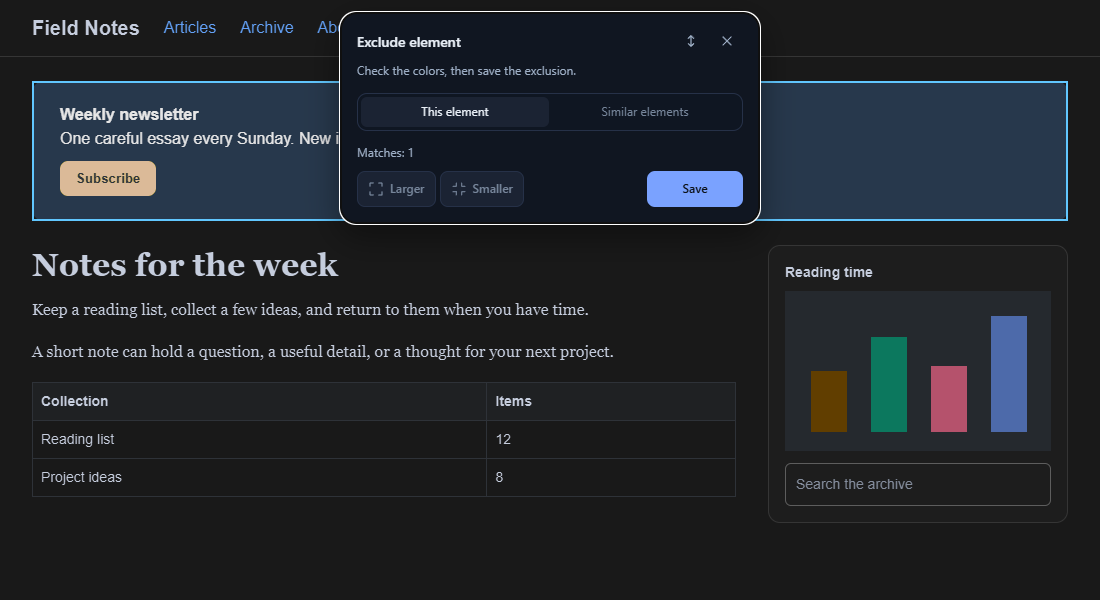 Field Notes Articles Archive
Exclude element
Check the colors, then save the exclusion.
This element Similar elements
Matches: 1
Larger Smaller Save
Weekly newsletter
One careful essay every Sunday. New
Subscribe
Notes for the week
Keep a reading list, collect a few ideas, and return to them when you have time.
A short note can hold a question, a useful detail, or a thought for your next project.
Collection Items
Reading list 12
Project ideas 8
Reading time
Search the archive